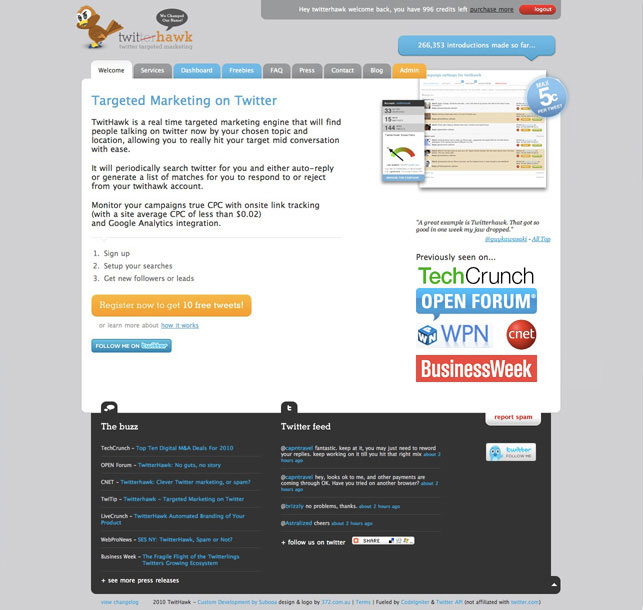 Hey twitterhawk welcome back, you have 996 credits left purchase more logout
We Changed Our Name!
twitterhawk
twitter targeted marketing
266,353 introductions made so far...
Welcome Services Dashboard Freebies FAQ Press Contact Blog Admin
Targeted Marketing on Twitter
TwitHawk is a real time targeted marketing engine that will find
people talking on twitter now by your chosen topic and
location, allowing you to really hit your target mid conversation
with ease.
It will periodically search twitter for you and either auto-reply
or generate a list of matches for you to respond to or reject
from your twithawk account.
Monitor your campaigns true CPC with onsite link tracking
(with a site average CPC of less than $0.02)
and Google Analytics integration.
1. Sign up
2. Setup your searches
3. Get new followers or leads
Register now to get 10 free tweets!
or learn more about how it works
FOLLOW ME ON twitter
33
15
144
MAX
5c
PER TWEET
"A great example is Twitterhawk. That got so
good in one week my jaw dropped."
@guykawasaki - All Top
Previously seen on...
TechCrunch
OPEN FORUM
WPN
cnet
BusinessWeek
The buzz
TechCrunch - Top Ten Digital M&A Deals For 2010
OPEN Forum - TwitterHawk: No guts, no story
CNET - Twitterhawk: Clever Twitter marketing, or spam?
TwiTip - Twitterhawk - Targeted Marketing on Twitter
LiveCrunch - TwitterHawk Automated Branding of Your
Product
WebProNews - SES NY: TwitterHawk, Spam or Not?
Business Week - The Fragile Flight of the Twitterlings
Twitters Growing Ecosystem
+ see more press releases
Twitter feed
@capntravel fantastic. keep at it, you may just need to reword
your replies. keep working on it till you hit that right mix about 2
hours ago
@capntravel hey, looks ok to me, and other payments are
coming through OK. Have you tried on another browser? about 2
hours ago
@brizzly no problems, thanks. about 2 hours ago
@Astralized cheers about 2 hours ago
+ follow us on twitter SHARE
report spam
twitter
FOLLOW ME
view changelog 2010 TwitHawk - Custom Development by Subooa design & logo by 372.com.au | Terms | Fueled by CodeIgniter & Twitter API (not affiliated with twitter.com)